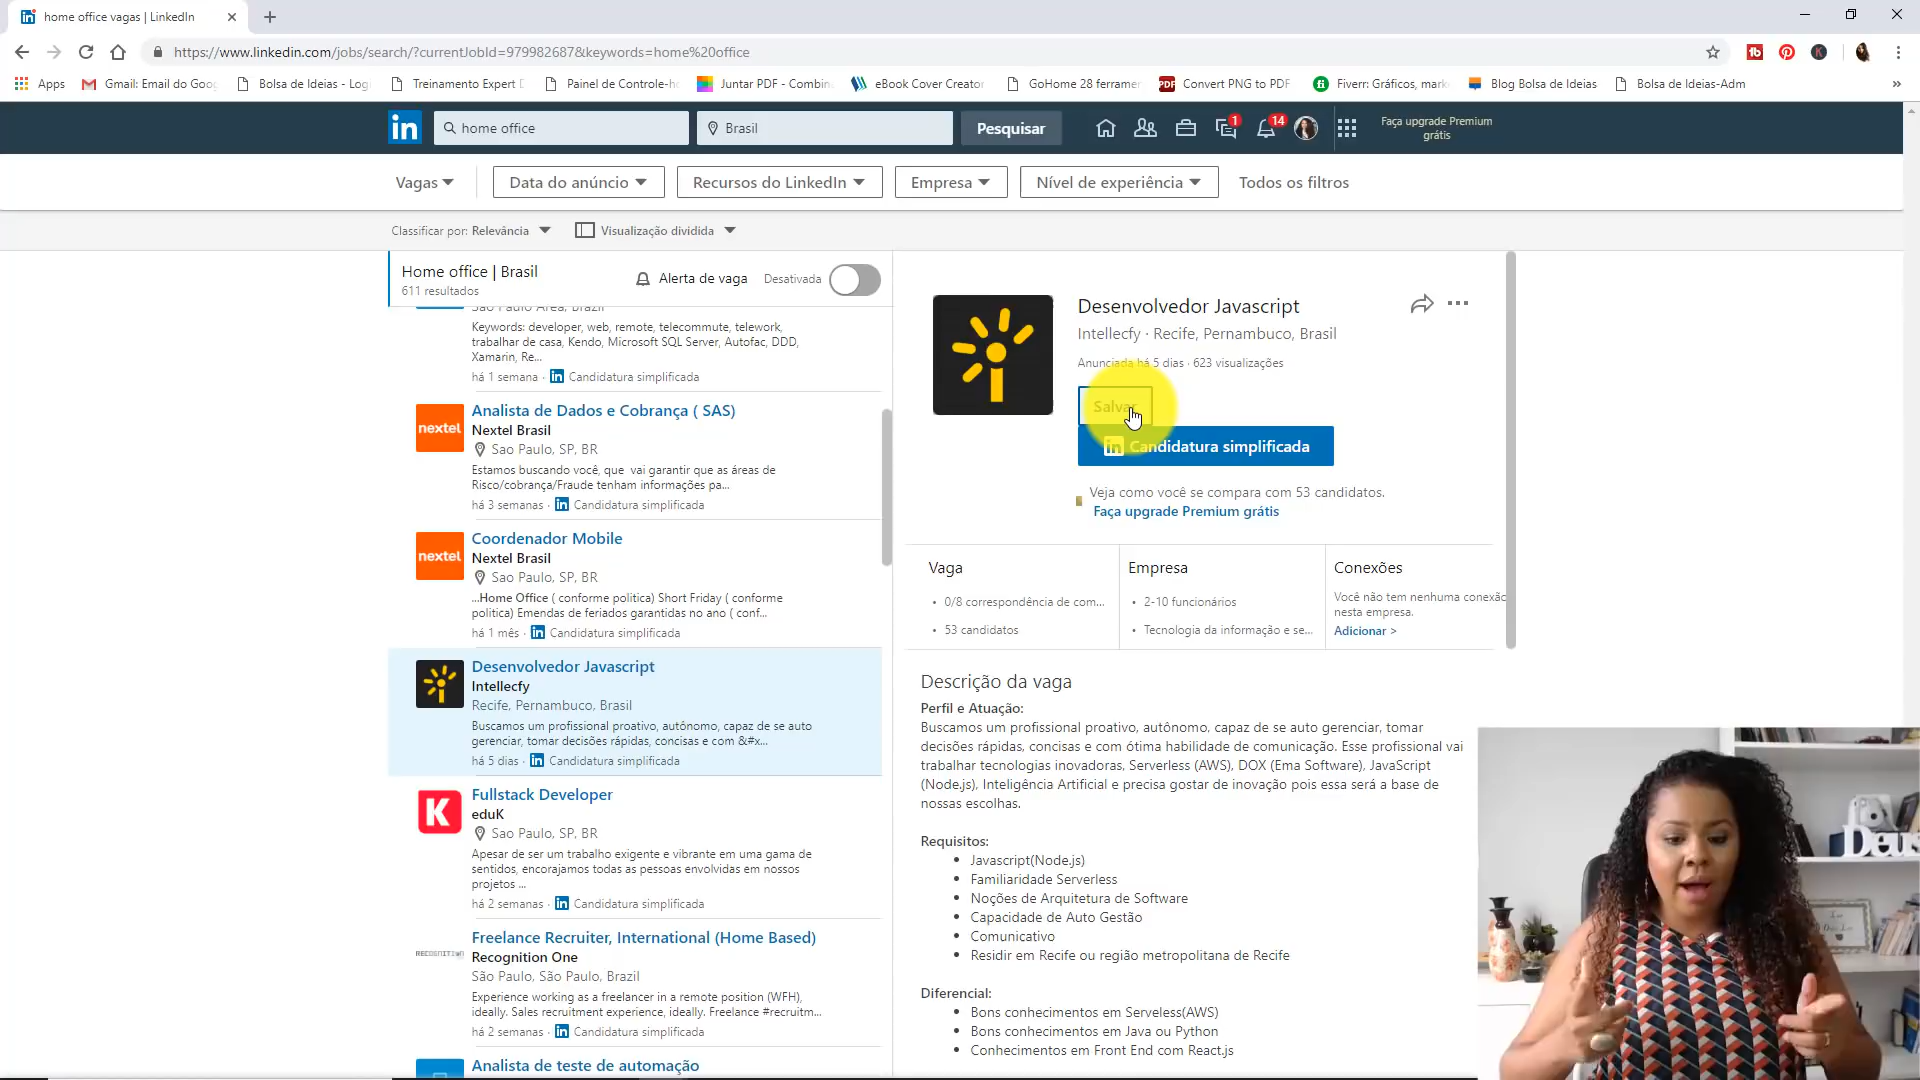 home office vagas | LinkedIn
https://www.linkedin.com/jobs/search/?currentJobId=979982687&keywords=home%20office
Apps
Gmail: Email do Goo
Bolsa de Ideias - Logi
Treinamento Expert D
Painel de Controle-ho
Juntar PDF - Combin
eBook Cover Creator
GoHome 28 ferramen
Convert PNG to PDF
Fiverr: Gráficos, mark
Blog Bolsa de Ideias
Bolsa de Ideias-Adm
»
in
home office
Brasil
Pesquisar
1
14
Faça upgrade Premium
grátis
Vagas
Data do anúncio
Recursos do LinkedIn
Empresa
Nível de experiência
Todos os filtros
Classificar por: Relevância
Visualização dividida
Home office | Brasil
611 resultados
Alerta de vaga
Desativada
Sao Paulo Area, Brazil
Keywords: developer, web, remote, telecommute, telework,
trabalhar de casa, Kendo, Microsoft SQL Server, Autofac, DDD,
Xamarin, Re...
há 1 semana · in Candidatura simplificada
nextel
Analista de Dados e Cobrança ( SAS)
Nextel Brasil
Sao Paulo, SP, BR
Estamos buscando você, que vai garantir que as áreas de
Risco/cobrança/Fraude tenham informações pa...
há 3 semanas · in Candidatura simplificada
nextel
Coordenador Mobile
Nextel Brasil
Sao Paulo, SP, BR
...Home Office ( conforme politica) Short Friday ( conforme
politica) Emendas de feriados garantidas no ano ( conf...
há 1 mês · in Candidatura simplificada
Desenvolvedor Javascript
Intellecfy
Recife, Pernambuco, Brasil
Buscamos um profissional proativo, autônomo, capaz de se auto
gerenciar, tomar decisões rápidas, concisas e com &#x...
há 5 dias · in Candidatura simplificada
K
Fullstack Developer
eduK
Sao Paulo, SP, BR
Apesar de ser um trabalho exigente e vibrante em uma gama de
sentidos, encorajamos todas as pessoas envolvidas em nossos
projetos ...
há 2 semanas · in Candidatura simplificada
RECOGNITION
Freelance Recruiter, International (Home Based)
Recognition One
São Paulo, São Paulo, Brazil
Experience working as a freelancer in a remote position (WFH),
ideally. Sales recruitment experience, ideally. Freelance #recruitm...
há 2 semanas · in Candidatura simplificada
Analista de teste de automação
Desenvolvedor Javascript
Intellecfy · Recife, Pernambuco, Brasil
Anunciada há 5 dias · 623 visualizações
Salvar
in Candidatura simplificada
Veja como você se compara com 53 candidatos.
Faça upgrade Premium grátis
Vaga
• 0/8 correspondência de com...
• 53 candidatos
Empresa
• 2-10 funcionários
• Tecnologia da informação e se...
Conexões
Você não tem nenhuma conexão
nesta empresa.
Adicionar >
Descrição da vaga
Perfil e Atuação:
Buscamos um profissional proativo, autônomo, capaz de se auto gerenciar, tomar
decisões rápidas, concisas e com ótima habilidade de comunicação. Esse profissional vai
trabalhar tecnologias inovadoras, Serverless (AWS), DOX (Ema Software), JavaScript
(Node.js), Inteligência Artificial e precisa gostar de inovação pois essa será a base de
nossas escolhas.
Requisitos:
• Javascript(Node.js)
• Familiaridade Serverless
• Noções de Arquitetura de Software
• Capacidade de Auto Gestão
• Comunicativo
• Residir em Recife ou região metropolitana de Recife
Diferencial:
• Bons conhecimentos em Serveless(AWS)
• Bons conhecimentos em Java ou Python
• Conhecimentos em Front End com React.js
Deus